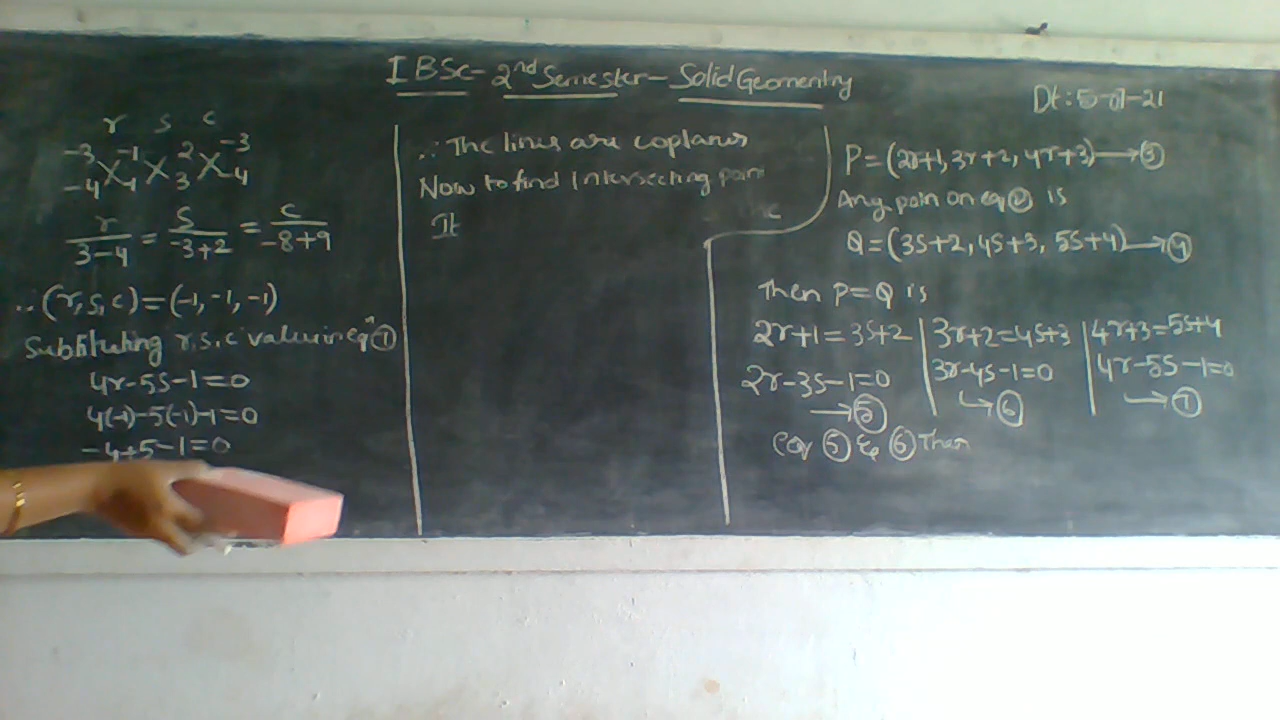 I BSc - 2nd Semester - Solid Geomentry
Dt: 5-07-21
r s c
-3 -1 2 -3
-4 1 3 -4
r/3-4 = s/-3+2 = c/-8+9
∴ (r, s, c) = (-1, -1, -1)
Substituting r, s, c values in eqn ⑦
4r-5s-1=0
4(-1)-5(-1)-1=0
-4+5-1=0
∴ The lines are coplanar
Now to find Intersecting point
It
P = (2r+1, 3r+2, 4r+3) → ③
Any poin on eq ② is
Q = (3s+2, 4s+3, 5s+4) → ④
Then P=Q is
2r+1=3s+2 | 3r+2=4s+3 | 4r+3=5s+4
2r-3s-1=0 | 3r-4s-1=0 | 4r-5s-1=0
→ ⑤ ↳ ⑥ ↳ ⑦
eqn ⑤ & ⑥ Then